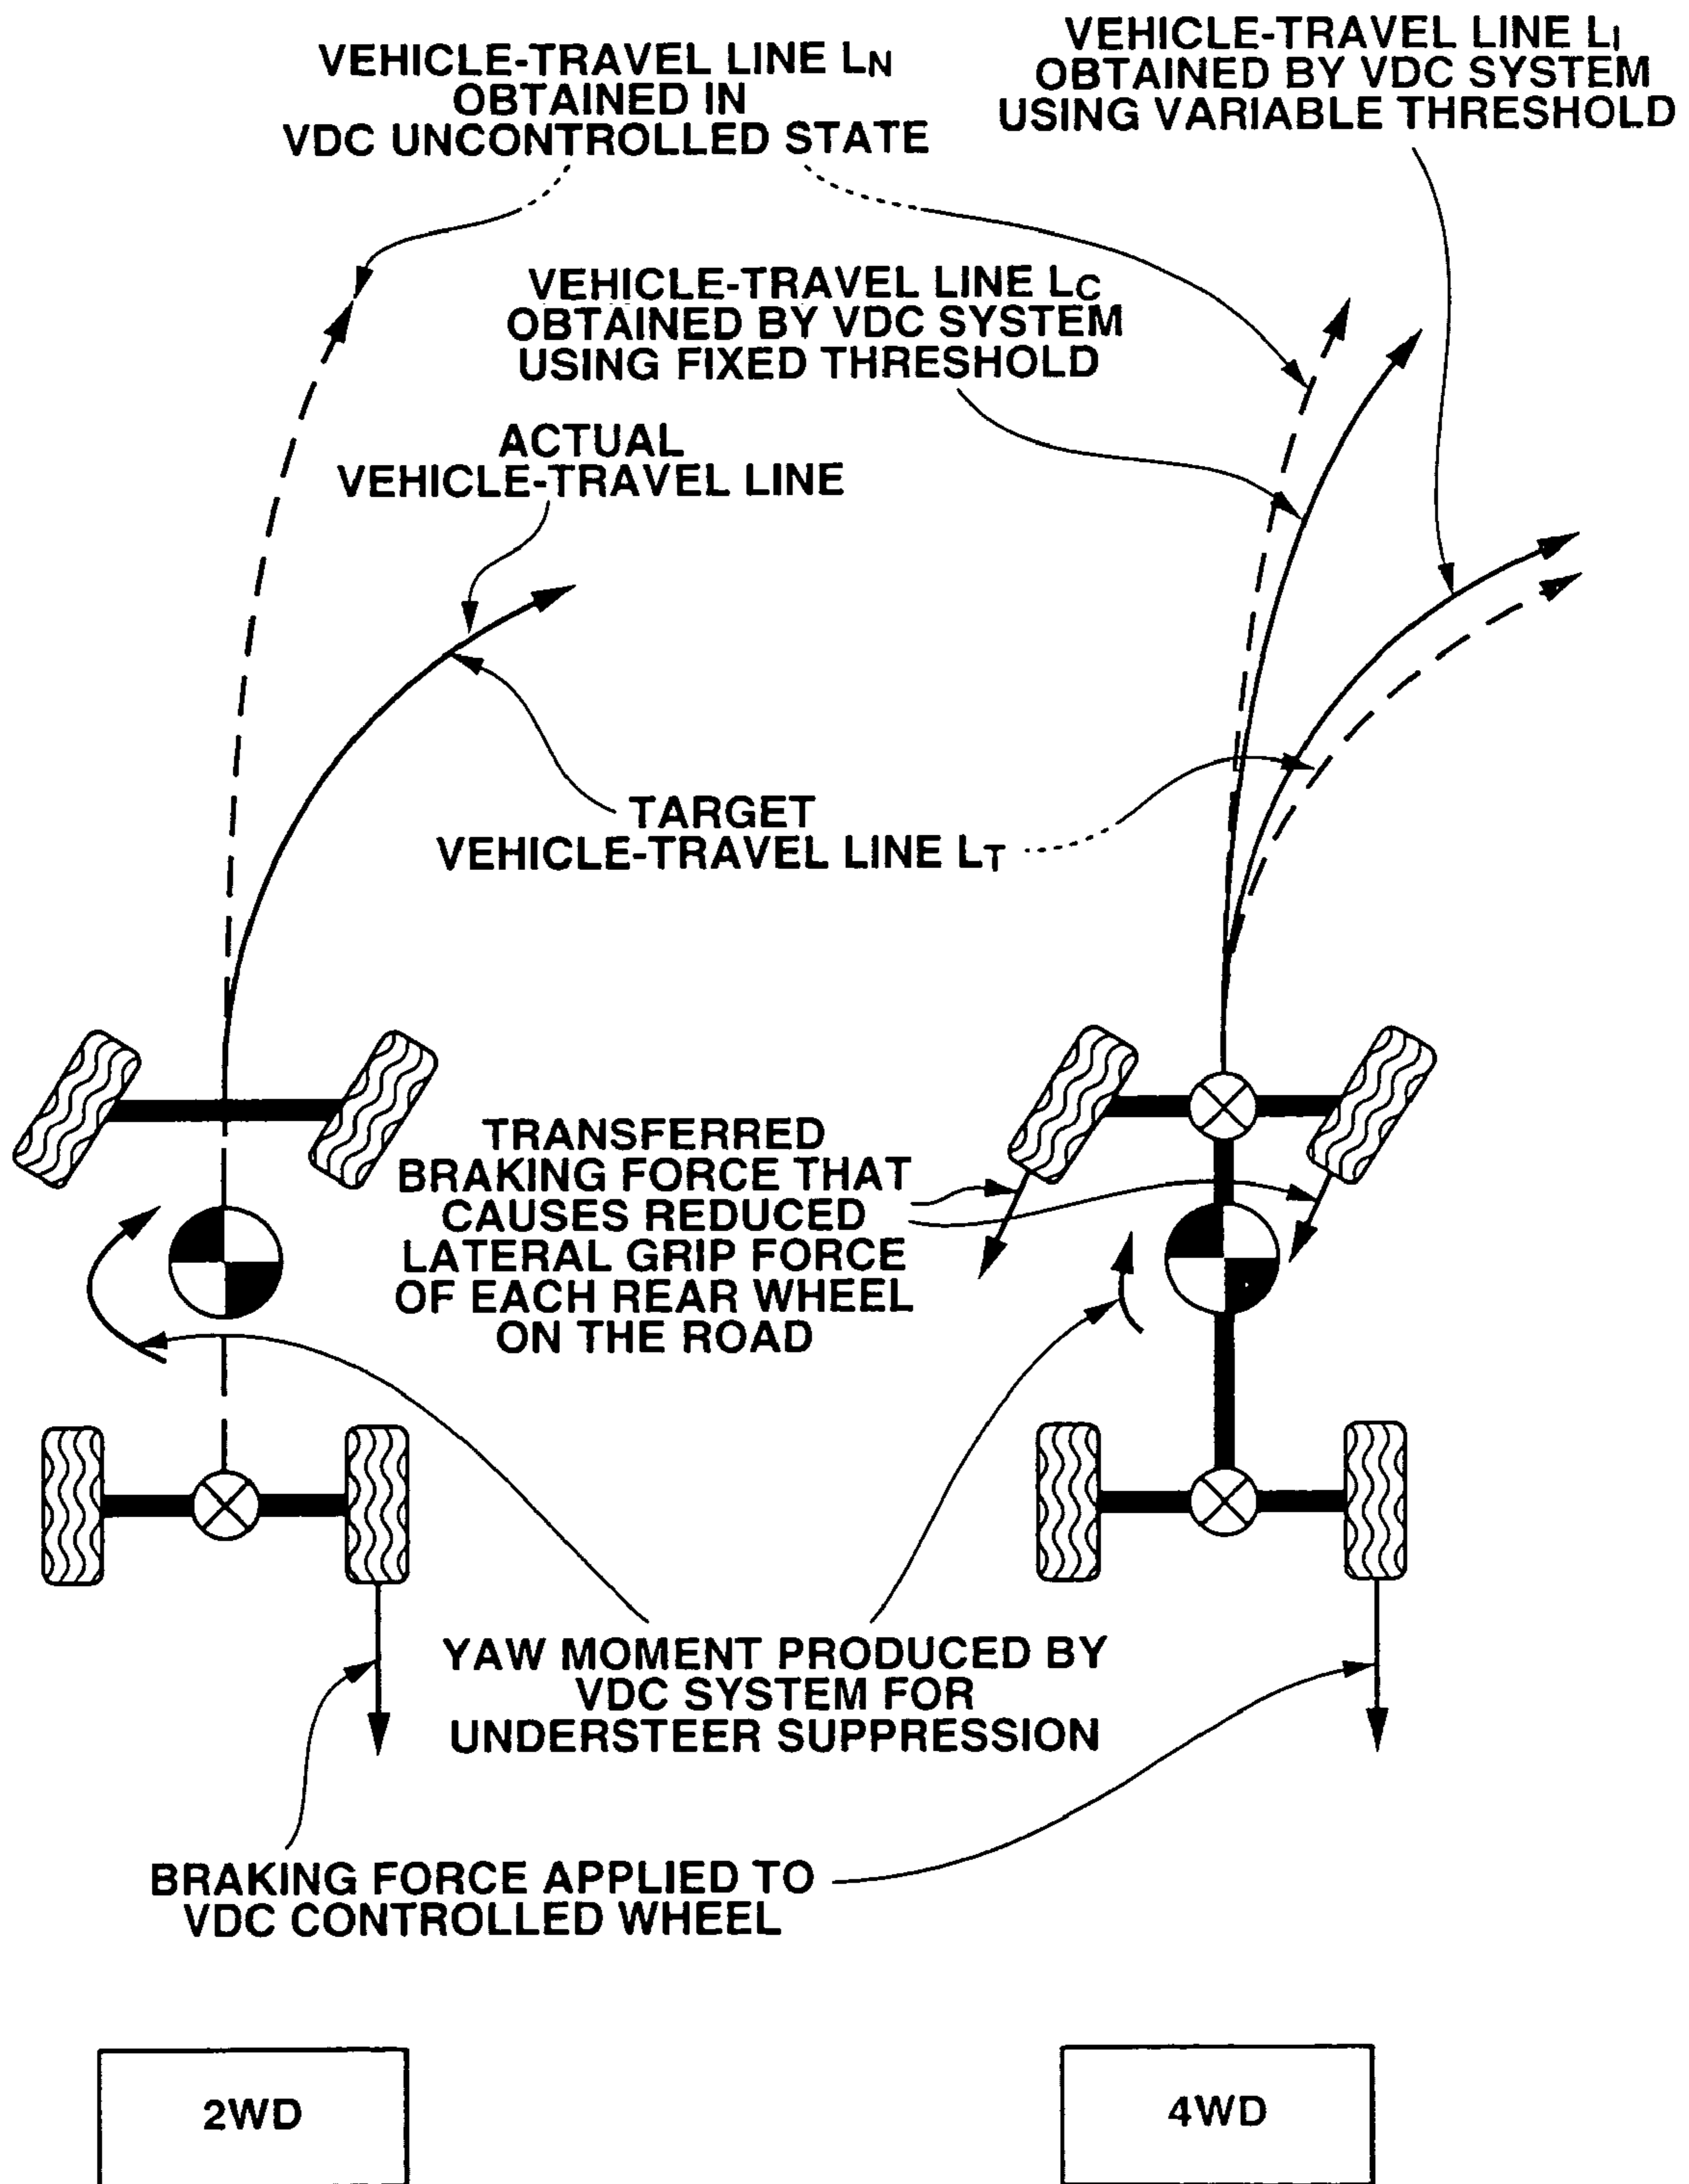 VEHICLE-TRAVEL LINE LN
OBTAINED IN
VDC UNCONTROLLED STATE
VEHICLE-TRAVEL LINE LI
OBTAINED BY VDC SYSTEM
USING VARIABLE THRESHOLD
VEHICLE-TRAVEL LINE LC
OBTAINED BY VDC SYSTEM
USING FIXED THRESHOLD
ACTUAL
VEHICLE-TRAVEL LINE
TARGET
VEHICLE-TRAVEL LINE LT
TRANSFERRED
BRAKING FORCE THAT
CAUSES REDUCED
LATERAL GRIP FORCE
OF EACH REAR WHEEL
ON THE ROAD
YAW MOMENT PRODUCED BY
VDC SYSTEM FOR
UNDERSTEER SUPPRESSION
BRAKING FORCE APPLIED TO
VDC CONTROLLED WHEEL
2WD
4WD